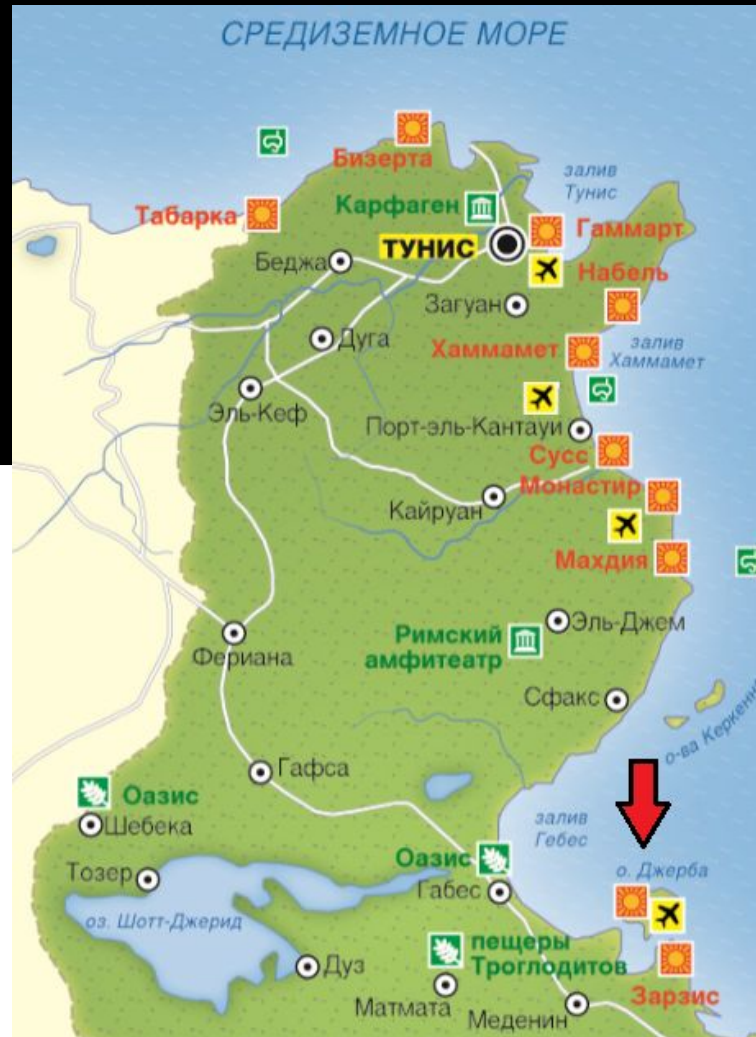 СРЕДИЗЕМНОЕ МОРЕ
Бизерта
залив
Тунис
Табарка
Карфаген
Гаммарт
ТУНИС
Беджа
Набель
Загуан
Дуга
Хаммамет
залив
Хаммамет
Эль-Кеф
Порт-эль-Кантауи
Сусс
Монастир
Кайруан
Махдия
Эль-Джем
Римский
амфитеатр
Фериана
Сфакс
о-ва Керкенна
Гафса
Оазис
Шебека
залив
Гебес
Оазис
о. Джерба
Тозер
Габес
оз. Шотт-Джерид
пещеры
Троглодитов
Дуз
Зарзис
Матмата
Меденин